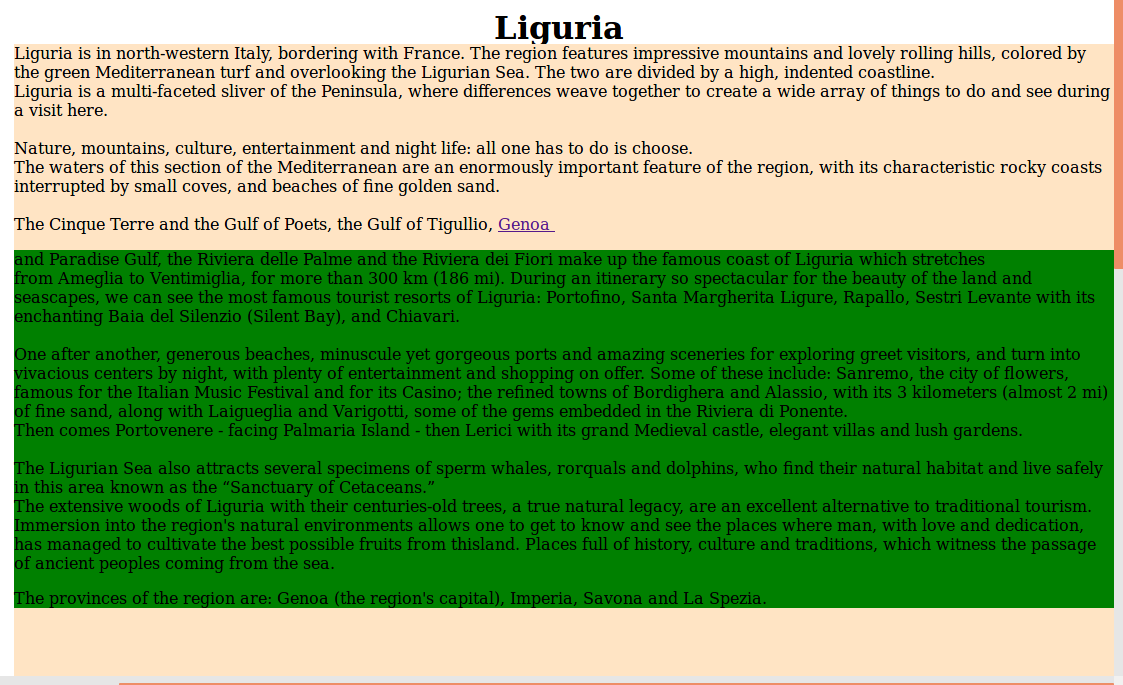 Liguria
Liguria is in north-western Italy, bordering with France. The region features impressive mountains and lovely rolling hills, colored by
the green Mediterranean turf and overlooking the Ligurian Sea. The two are divided by a high, indented coastline.
Liguria is a multi-faceted sliver of the Peninsula, where differences weave together to create a wide array of things to do and see during
a visit here.
Nature, mountains, culture, entertainment and night life: all one has to do is choose.
The waters of this section of the Mediterranean are an enormously important feature of the region, with its characteristic rocky coasts
interrupted by small coves, and beaches of fine golden sand.
The Cinque Terre and the Gulf of Poets, the Gulf of Tigullio, Genoa
and Paradise Gulf, the Riviera delle Palme and the Riviera dei Fiori make up the famous coast of Liguria which stretches
from Ameglia to Ventimiglia, for more than 300 km (186 mi). During an itinerary so spectacular for the beauty of the land and
seascapes, we can see the most famous tourist resorts of Liguria: Portofino, Santa Margherita Ligure, Rapallo, Sestri Levante with its
enchanting Baia del Silenzio (Silent Bay), and Chiavari.
One after another, generous beaches, minuscule yet gorgeous ports and amazing sceneries for exploring greet visitors, and turn into
vivacious centers by night, with plenty of entertainment and shopping on offer. Some of these include: Sanremo, the city of flowers,
famous for the Italian Music Festival and for its Casino; the refined towns of Bordighera and Alassio, with its 3 kilometers (almost 2 mi)
of fine sand, along with Laigueglia and Varigotti, some of the gems embedded in the Riviera di Ponente.
Then comes Portovenere - facing Palmaria Island - then Lerici with its grand Medieval castle, elegant villas and lush gardens.
The Ligurian Sea also attracts several specimens of sperm whales, rorquals and dolphins, who find their natural habitat and live safely
in this area known as the “Sanctuary of Cetaceans.”
The extensive woods of Liguria with their centuries-old trees, a true natural legacy, are an excellent alternative to traditional tourism.
Immersion into the region's natural environments allows one to get to know and see the places where man, with love and dedication,
has managed to cultivate the best possible fruits from thisland. Places full of history, culture and traditions, which witness the passage
of ancient peoples coming from the sea.
The provinces of the region are: Genoa (the region's capital), Imperia, Savona and La Spezia.